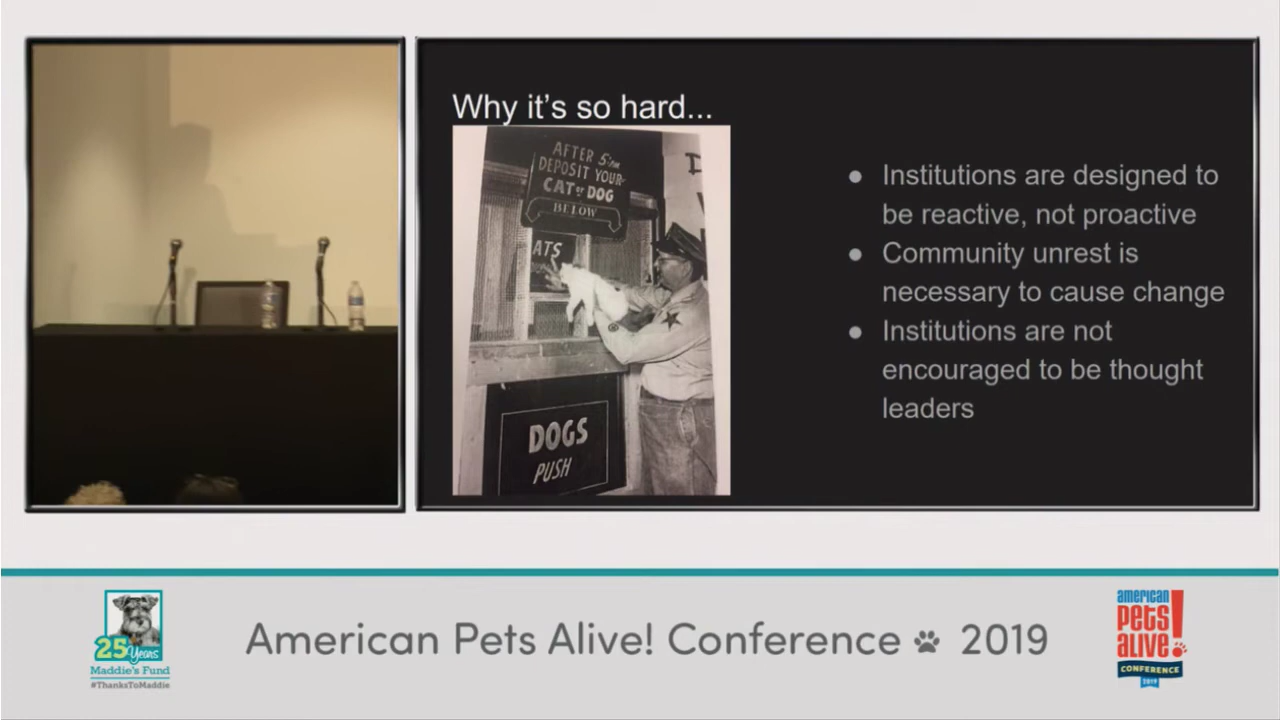 Why it's so hard...
AFTER 5:PM
DEPOSIT YOUR
CAT or DOG
BELOW
ATS
DOGS
PUSH
● Institutions are designed to
be reactive, not proactive
● Community unrest is
necessary to cause change
● Institutions are not
encouraged to be thought
leaders
25 Years
Maddie's Fund
#ThanksToMaddie
American Pets Alive! Conference 2019
american
pets
alive!
CONFERENCE
2019